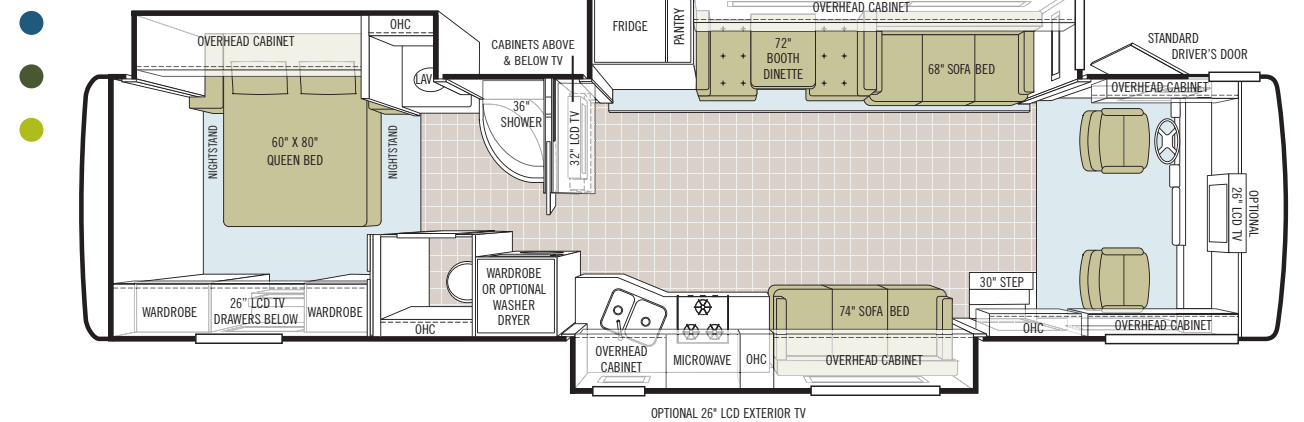 OHC
OVERHEAD CABINET
CABINETS ABOVE
& BELOW TV
FRIDGE
PANTRY
OVERHEAD CABINET
72"
BOOTH
DINETTE
68" SOFA BED
STANDARD
DRIVER'S DOOR
OVERHEAD CABINET
LAV
36"
SHOWER
32" LCD TV
NIGHTSTAND
60" X 80"
QUEEN BED
NIGHTSTAND
OPTIONAL
26" LCD TV
WARDROBE
26" LCD TV
DRAWERS BELOW
WARDROBE
OHC
WARDROBE
OR OPTIONAL
WASHER
DRYER
30" STEP
74" SOFA BED
OHC
OVERHEAD CABINET
OVERHEAD
CABINET
MICROWAVE
OHC
OVERHEAD CABINET
OPTIONAL 26" LCD EXTERIOR TV